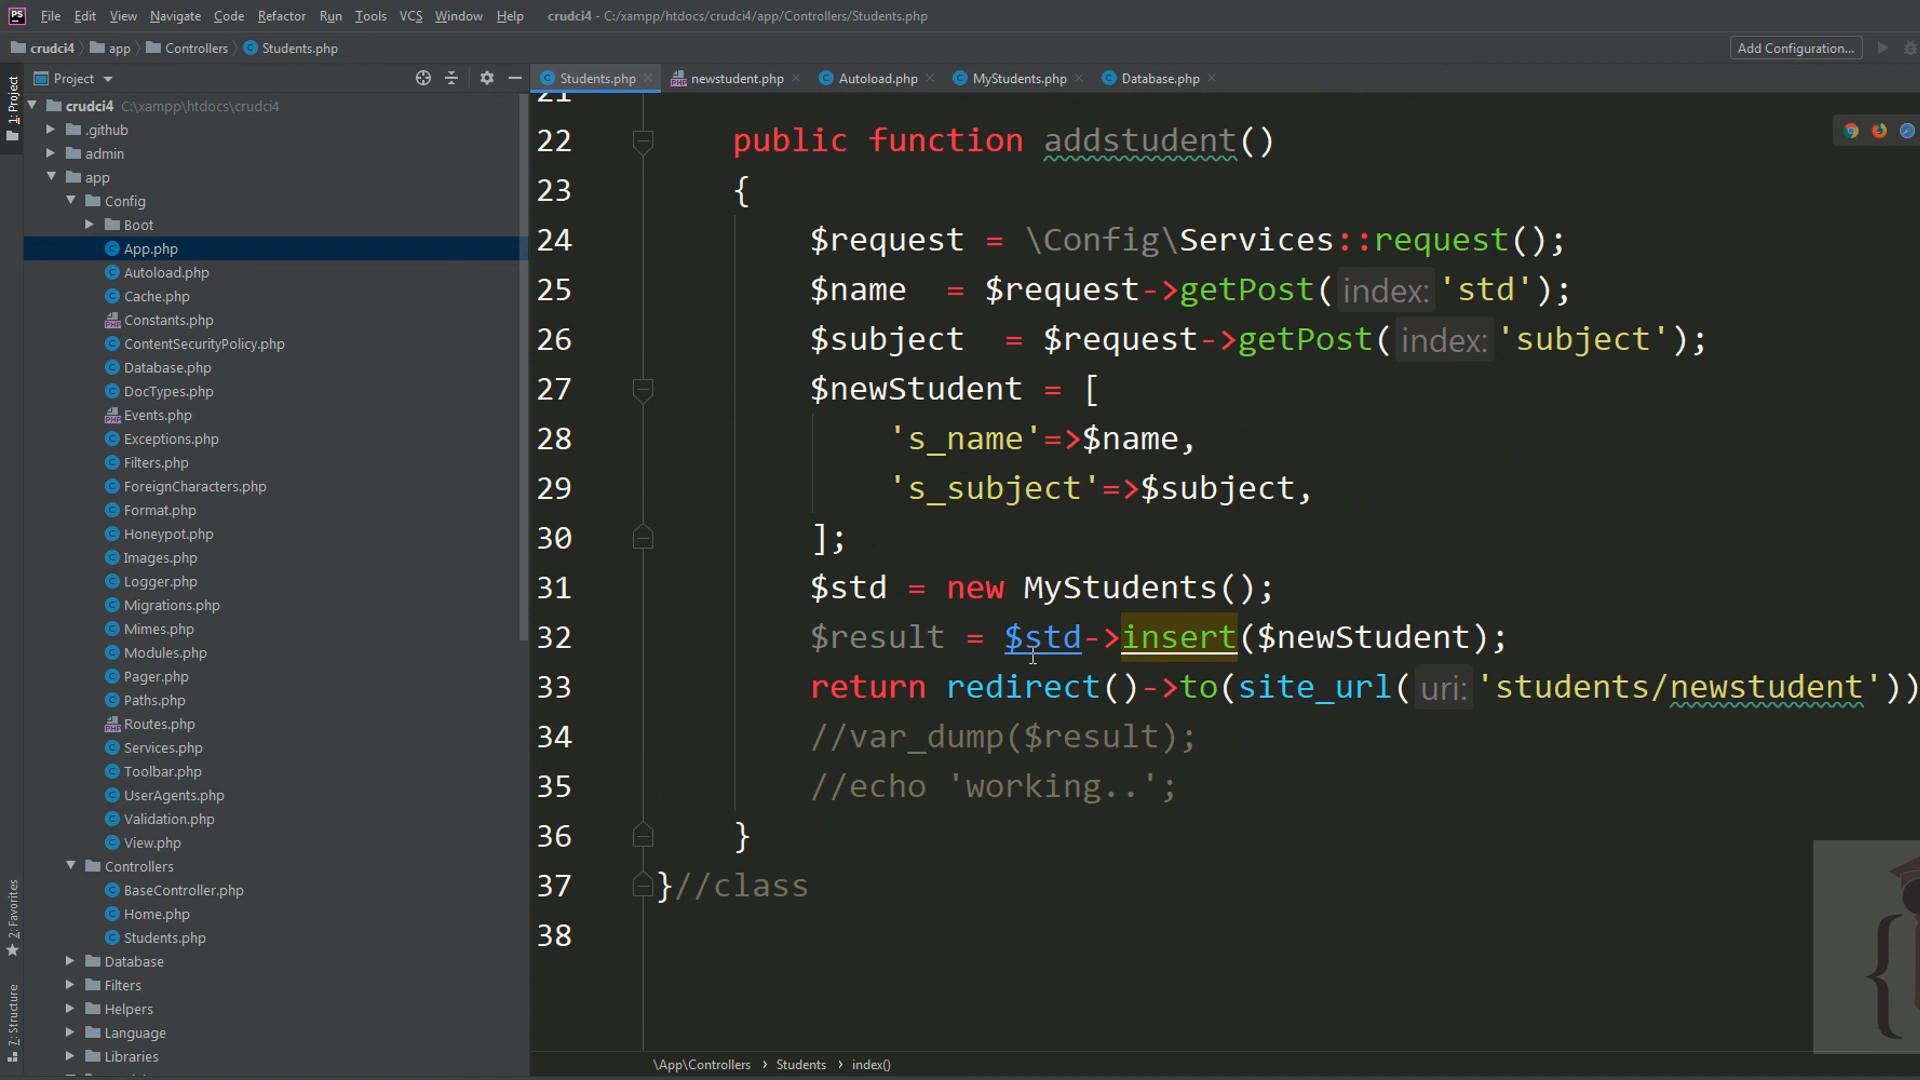 PS File Edit View Navigate Code Refactor Run Tools VCS Window Help crudci4 - C:/xampp/htdocs/crudci4/app/Controllers/Students.php
crudci4 app Controllers Students.php Add Configuration...
Project
Students.php newstudent.php Autoload.php MyStudents.php Database.php
1: Project
2: Favorites
7: Structure
crudci4 C:\xampp\htdocs\crudci4
.github
admin
app
Config
Boot
App.php
Autoload.php
Cache.php
Constants.php
ContentSecurityPolicy.php
Database.php
DocTypes.php
Events.php
Exceptions.php
Filters.php
ForeignCharacters.php
Format.php
Honeypot.php
Images.php
Logger.php
Migrations.php
Mimes.php
Modules.php
Pager.php
Paths.php
Routes.php
Services.php
Toolbar.php
UserAgents.php
Validation.php
View.php
Controllers
BaseController.php
Home.php
Students.php
Database
Filters
Helpers
Language
Libraries
21
22 public function addstudent()
23 {
24 $request = \Config\Services::request();
25 $name = $request->getPost( index: 'std');
26 $subject = $request->getPost( index: 'subject');
27 $newStudent = [
28 's_name'=>$name,
29 's_subject'=>$subject,
30 ];
31 $std = new MyStudents();
32 $result = $std->insert($newStudent);
33 return redirect()->to(site_url( uri: 'students/newstudent'))
34 //var_dump($result);
35 //echo 'working..';
36 }
37 }//class
38
\App\Controllers › Students › index()